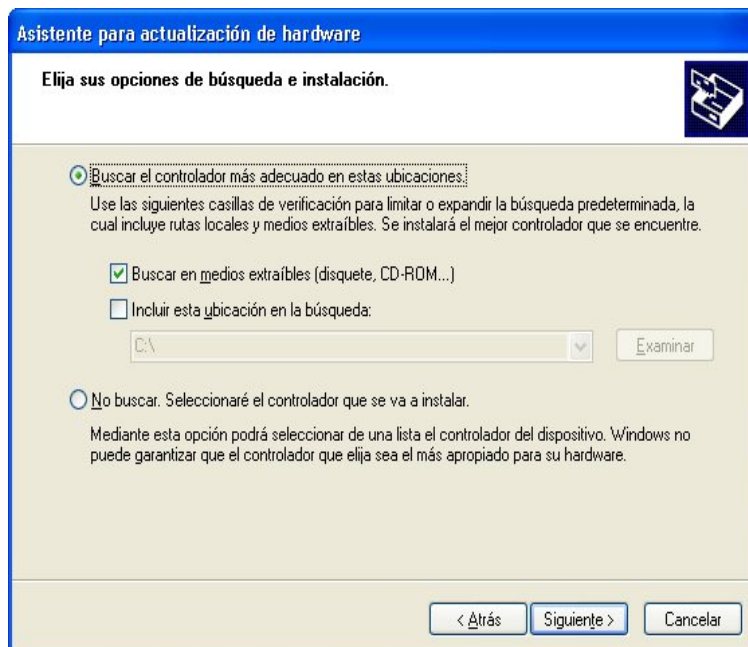 Asistente para actualización de hardware
Elija sus opciones de búsqueda e instalación.
Buscar el controlador más adecuado en estas ubicaciones.
Use las siguientes casillas de verificación para limitar o expandir la búsqueda predeterminada, la
cual incluye rutas locales y medios extraíbles. Se instalará el mejor controlador que se encuentre.
Buscar en medios extraíbles (disquete, CD-ROM...)
Incluir esta ubicación en la búsqueda:
C:\
Examinar
No buscar. Seleccionaré el controlador que se va a instalar.
Mediante esta opción podrá seleccionar de una lista el controlador del dispositivo. Windows no
puede garantizar que el controlador que elija sea el más apropiado para su hardware.
< Atrás Siguiente > Cancelar